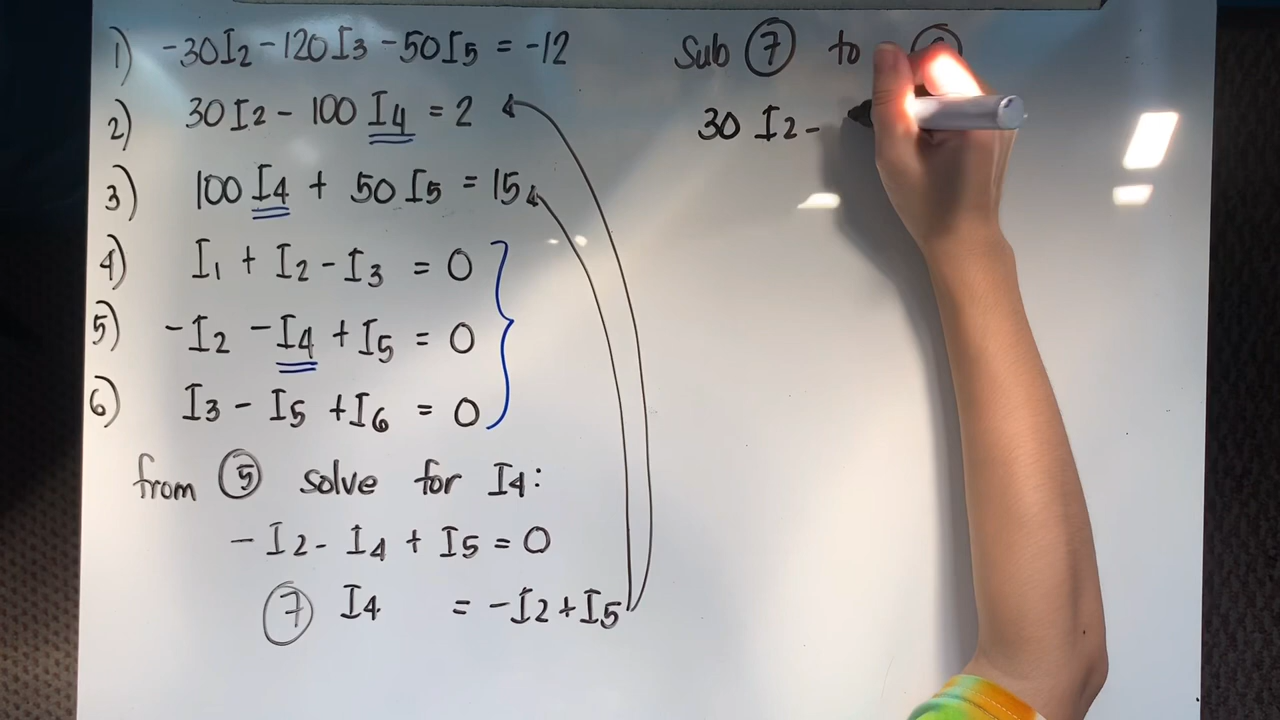 1) -30I2 - 120I3 - 50I5 = -12
2) 30I2 - 100I4 = 2
3) 100I4 + 50I5 = 15
4) I1 + I2 - I3 = 0
5) -I2 - I4 + I5 = 0
6) I3 - I5 + I6 = 0
from ⑤ solve for I4:
-I2 - I4 + I5 = 0
⑦ I4 = -I2 + I5
Sub ⑦ to
30 I2 -